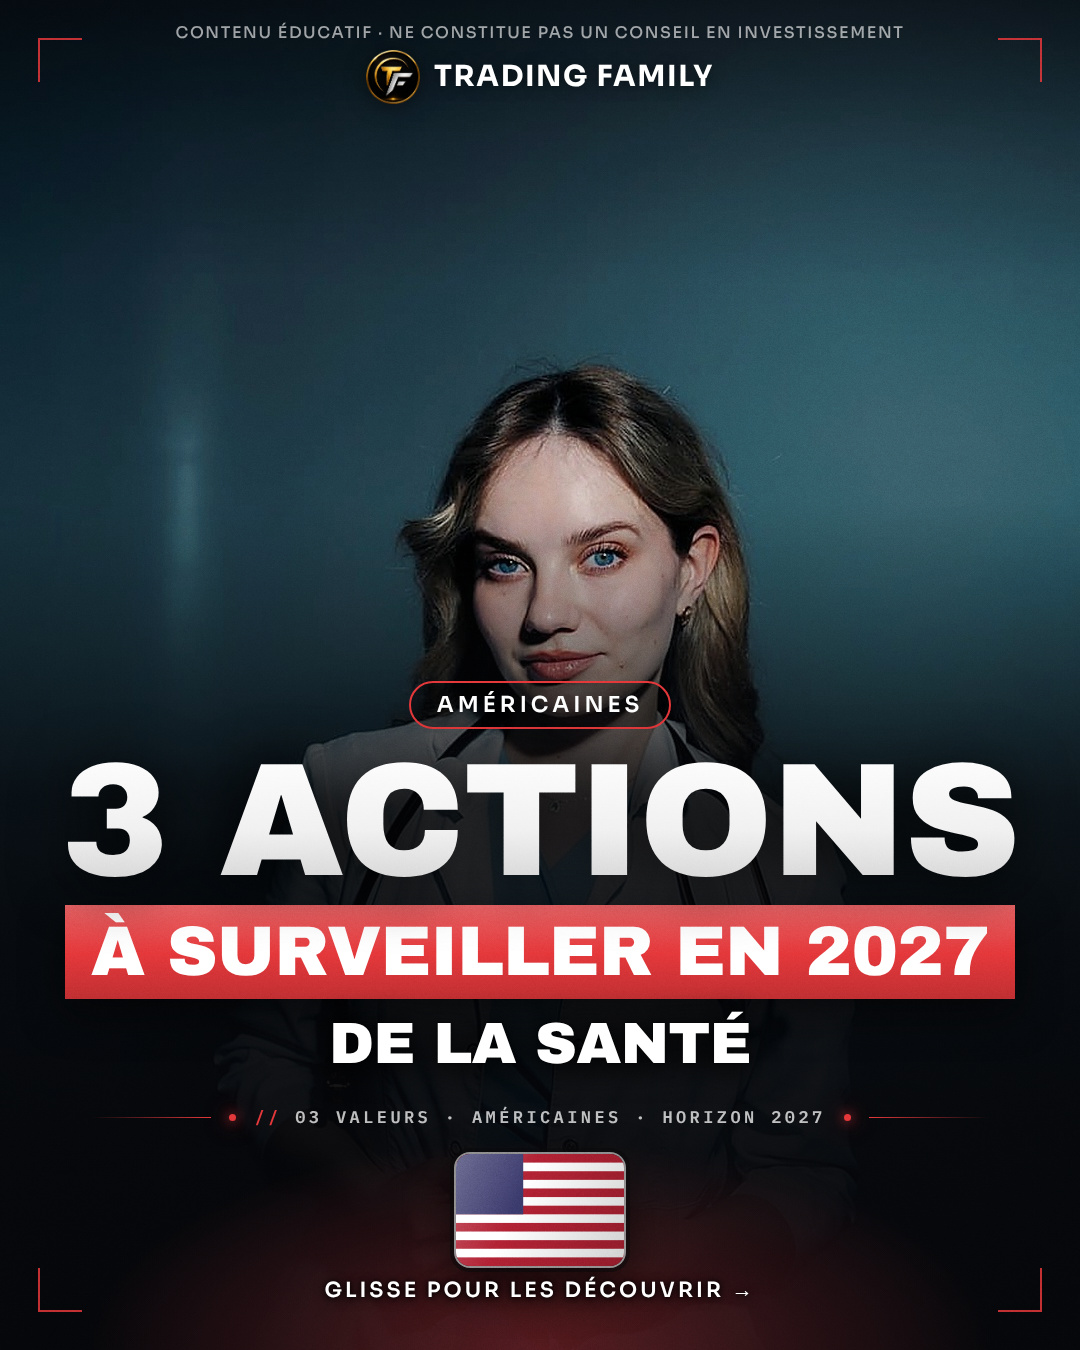 CONTENU ÉDUCATIF · NE CONSTITUE PAS UN CONSEIL EN INVESTISSEMENT
TF TRADING FAMILY
AMÉRICAINES
3 ACTIONS
À SURVEILLER EN 2027
DE LA SANTÉ
// 03 VALEURS · AMÉRICAINES · HORIZON 2027
GLISSE POUR LES DÉCOUVRIR →